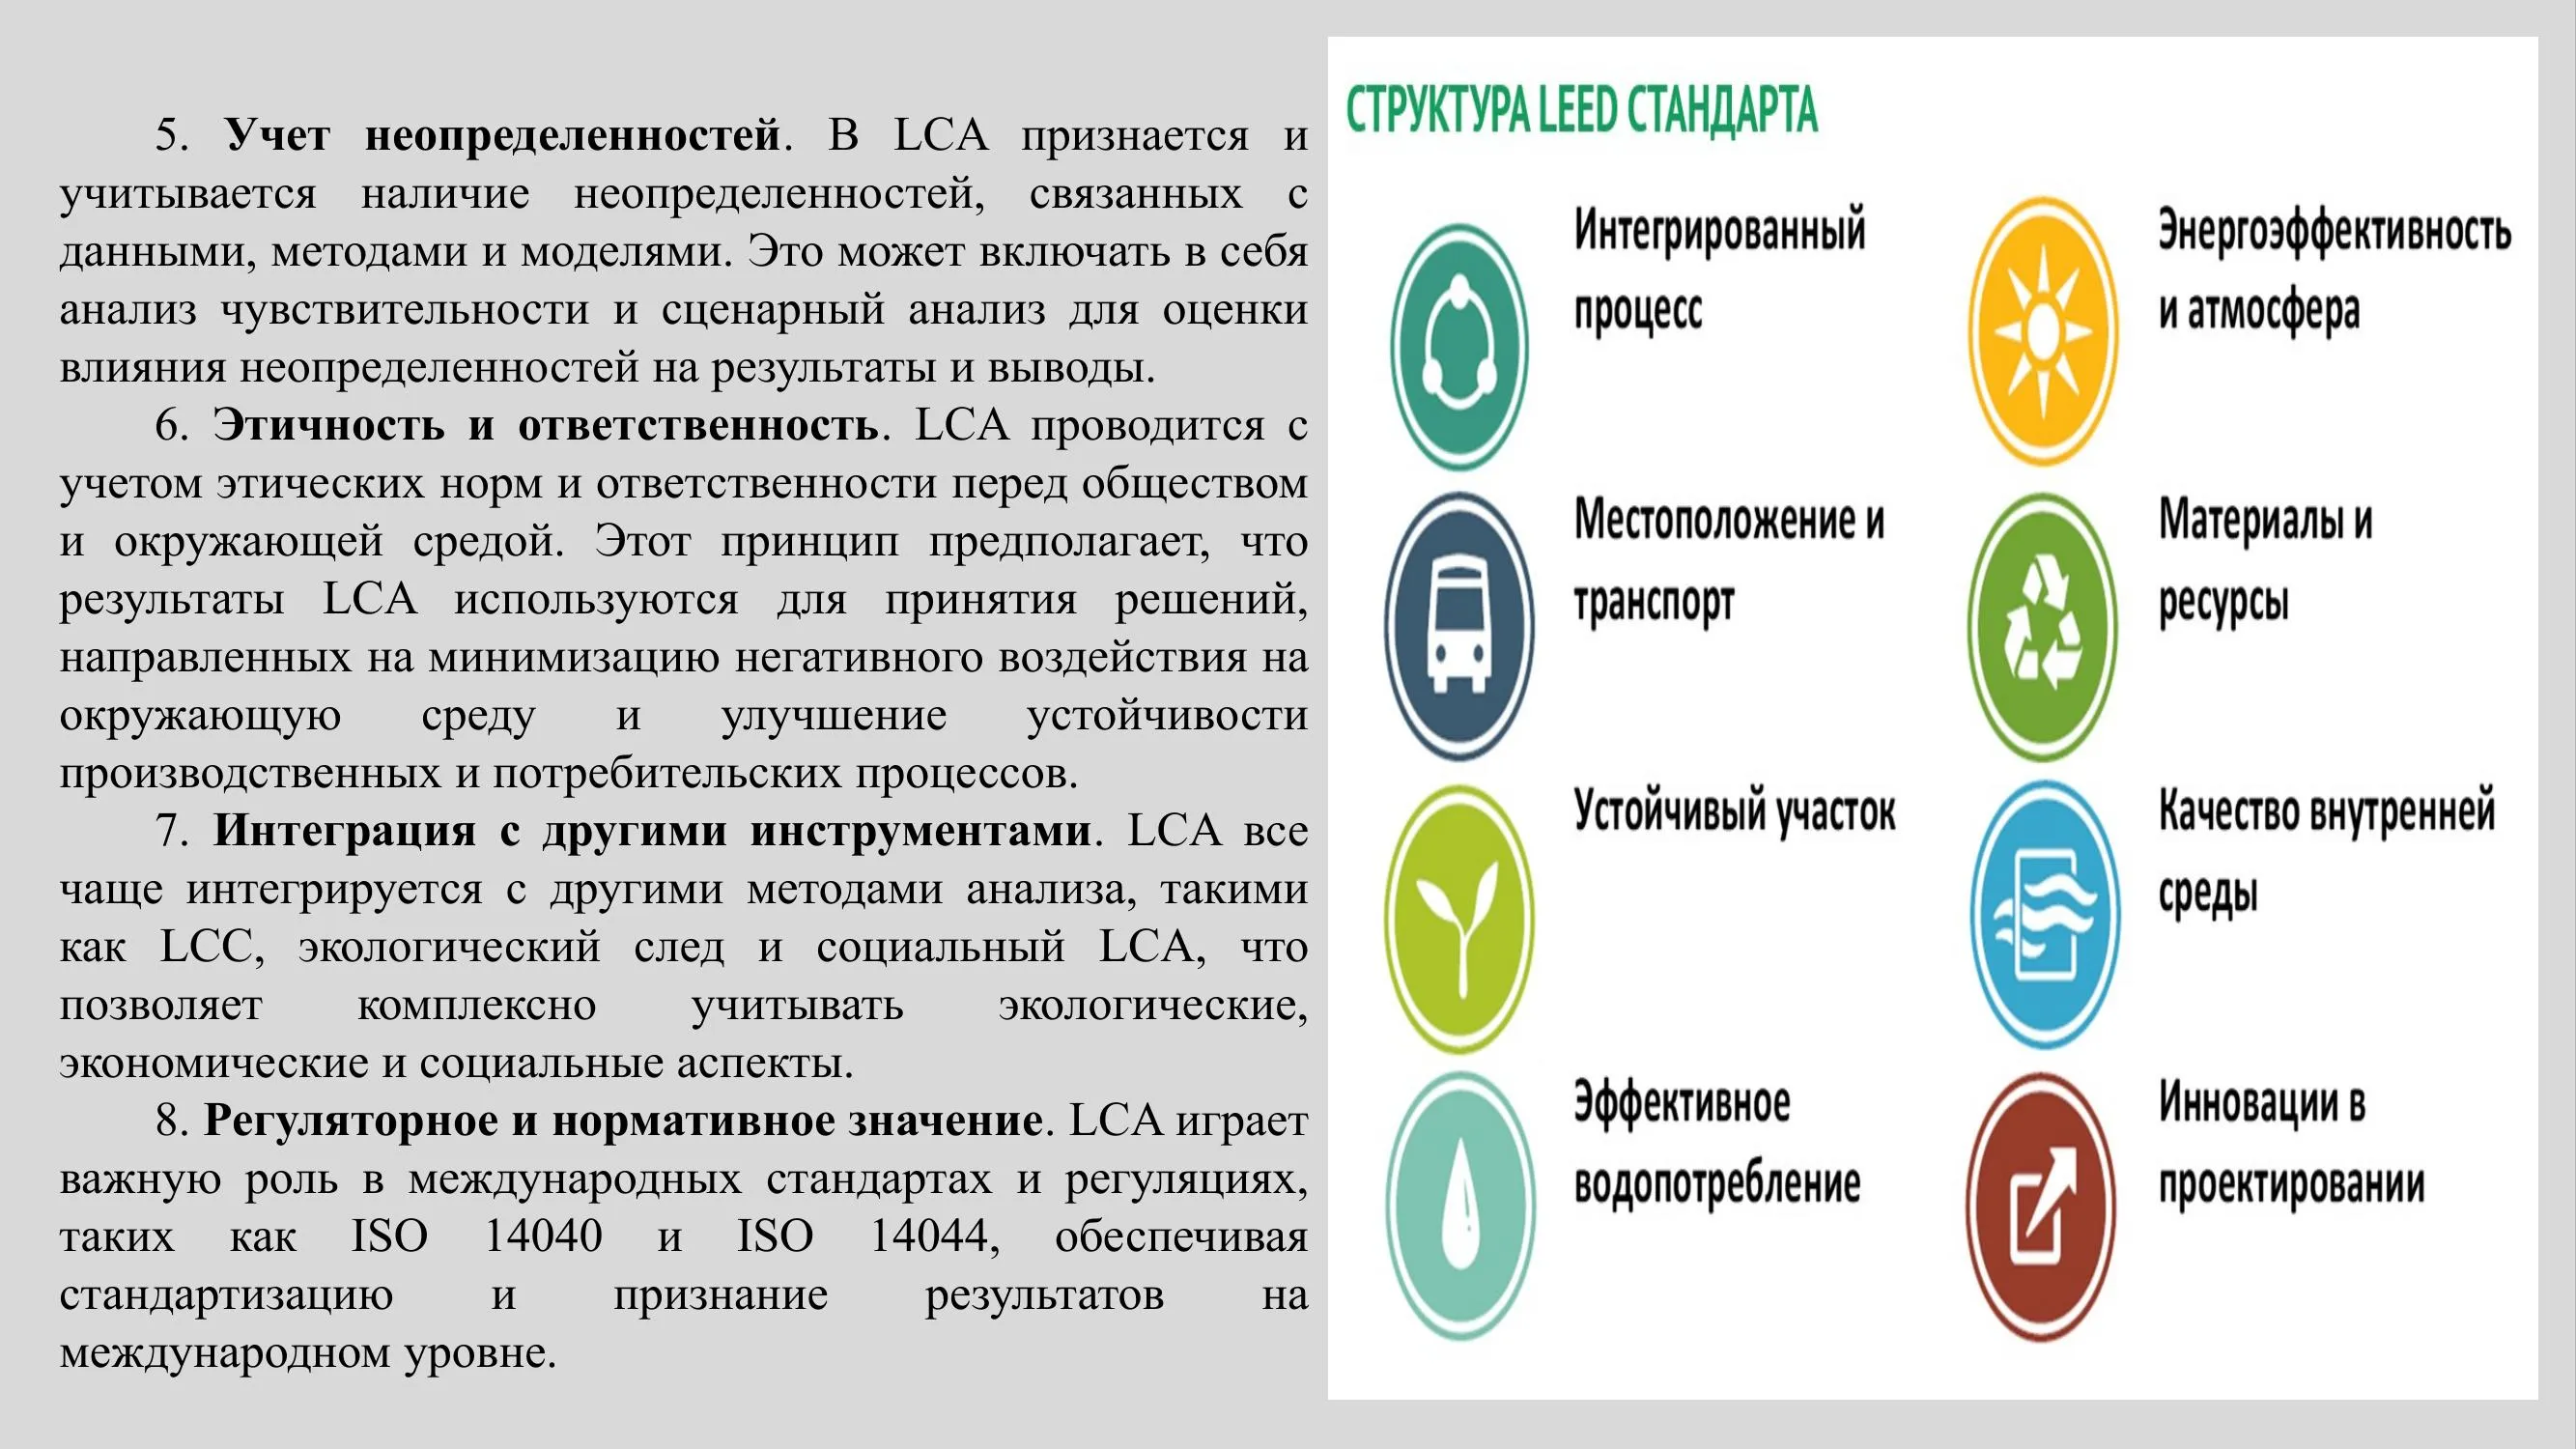 5. Учет неопределенностей. В LCA признается и
учитывается наличие неопределенностей, связанных с
данными, методами и моделями. Это может включать в себя
анализ чувствительности и сценарный анализ для оценки
влияния неопределенностей на результаты и выводы.
6. Этичность и ответственность. LCA проводится с
учетом этических норм и ответственности перед обществом
и окружающей средой. Этот принцип предполагает, что
результаты LCA используются для принятия решений,
направленных на минимизацию негативного воздействия на
окружающую среду и улучшение устойчивости
производственных и потребительских процессов.
7. Интеграция с другими инструментами. LCA все
чаще интегрируется с другими методами анализа, такими
как LCC, экологический след и социальный LCA, что
позволяет комплексно учитывать экологические,
экономические и социальные аспекты.
8. Регуляторное и нормативное значение. LCA играет
важную роль в международных стандартах и регуляциях,
таких как ISO 14040 и ISO 14044, обеспечивая
стандартизацию и признание результатов на
международном уровне.
СТРУКТУРА LEED СТАНДАРТА
Интегрированный
процесс
Местоположение и
транспорт
Устойчивый участок
Эффективное
водопотребление
Энергоэффективность
и атмосфера
Материалы и
ресурсы
Качество внутренней
среды
Инновации в
проектировании